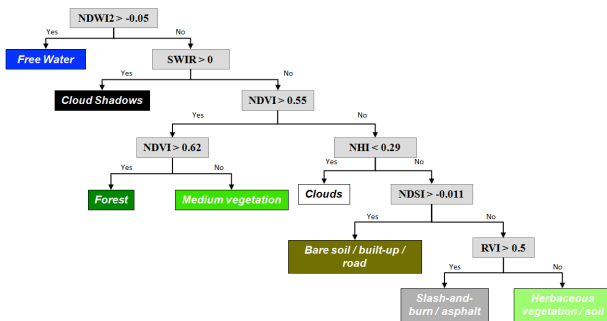 NDWI2 > -0.05
Yes
No
Free Water
SWIR > 0
Yes
No
Cloud Shadows
NDVI > 0.55
Yes
No
NDVI > 0.62
NHI < 0.29
Yes
No
Yes
No
Forest
Medium vegetation
Clouds
NDSI > -0.011
Yes
No
Bare soil / built-up /
road
RVI > 0.5
Yes
No
Slash-and-
burn / asphalt
Herbaceous
vegetation / soil